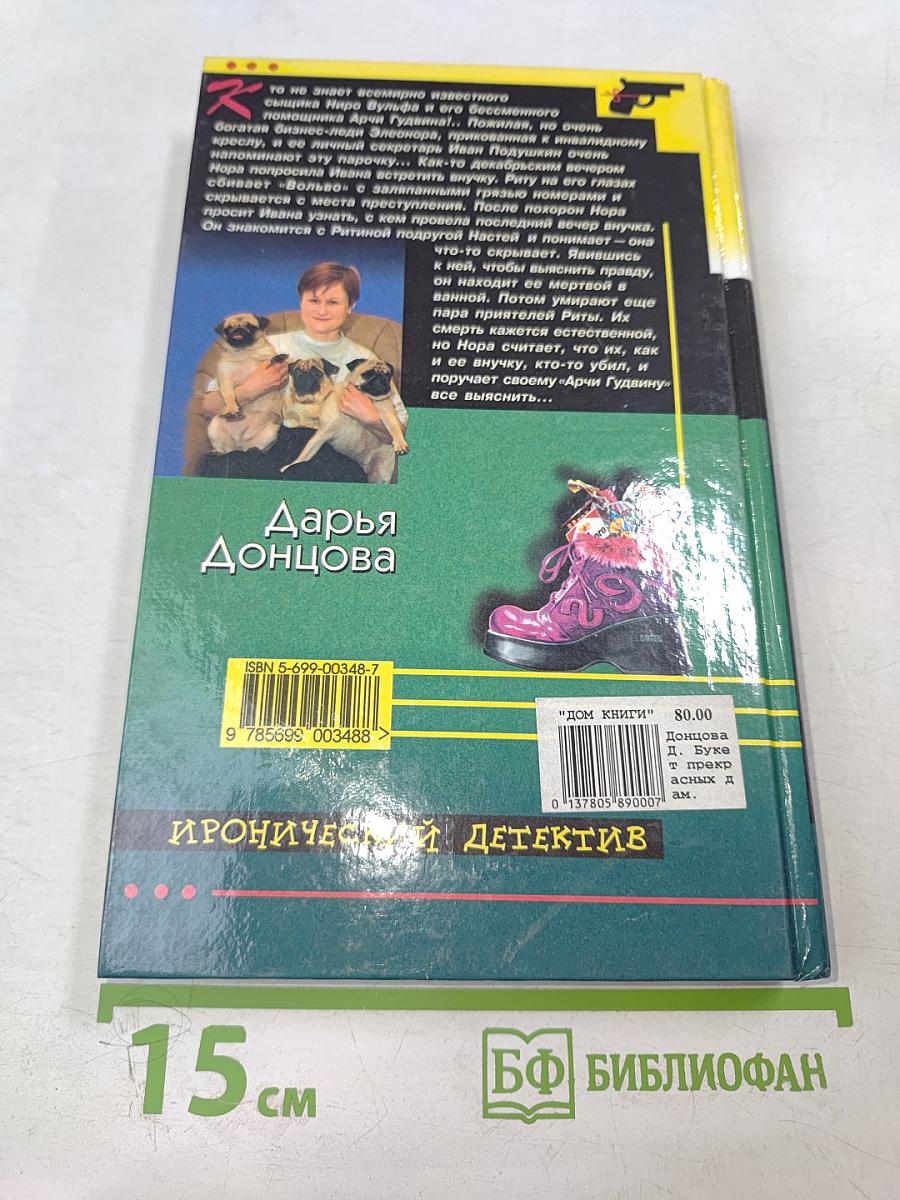 Кто не знает всемирно известного
сыщика Ниро Вульфа и его бессменного
помощника Арчи Гудвина!.. Пожилая, но очень
богатая бизнес-леди Элеонора, прикованная к инвалидному
креслу, и ее личный секретарь Иван Подушкин очень
напоминают эту парочку... Как-то декабрьским вечером
Нора попросила Ивана встретить внучку. Риту на его глазах
сбивает «Вольво» с заляпанными грязью номерами и
скрывается с места преступления. После похорон Нора
просит Ивана узнать, с кем провела последний вечер внучка.
Он знакомится с Ритиной подругой Настей и понимает — она
что-то скрывает. Явившись
к ней, чтобы выяснить правду,
он находит ее мертвой в
ванной. Потом умирают еще
пара приятелей Риты. Их
смерть кажется естественной,
но Нора считает, что их, как
и ее внучку, кто-то убил, и
поручает своему «Арчи Гудвину»
все выяснить...
Дарья
Донцова
ISBN 5-699-00348-7
9 785699 003488 >
"ДОМ КНИГИ" 80.00
Донцова
Д. Буке
т прекр
асных д
ам.
0 137805 890007
ИРОНИЧЕСКИЙ ДЕТЕКТИВ
15 см
БФ БИБЛИОФАН